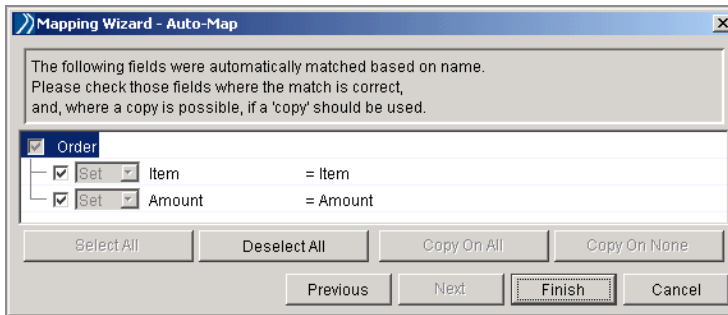 Mapping Wizard - Auto-Map
The following fields were automatically matched based on name.
Please check those fields where the match is correct,
and, where a copy is possible, if a 'copy' should be used.
Order
Set Item = Item
Set Amount = Amount
Select All Deselect All Copy On All Copy On None
Previous Next Finish Cancel